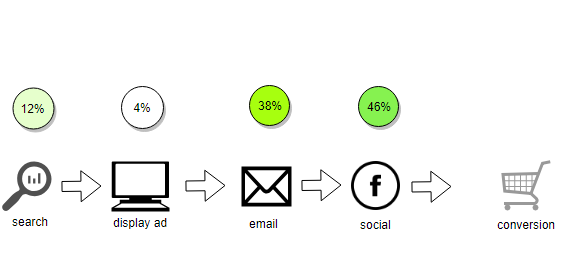 12%
4%
38%
46%
search
display ad
email
social
conversion